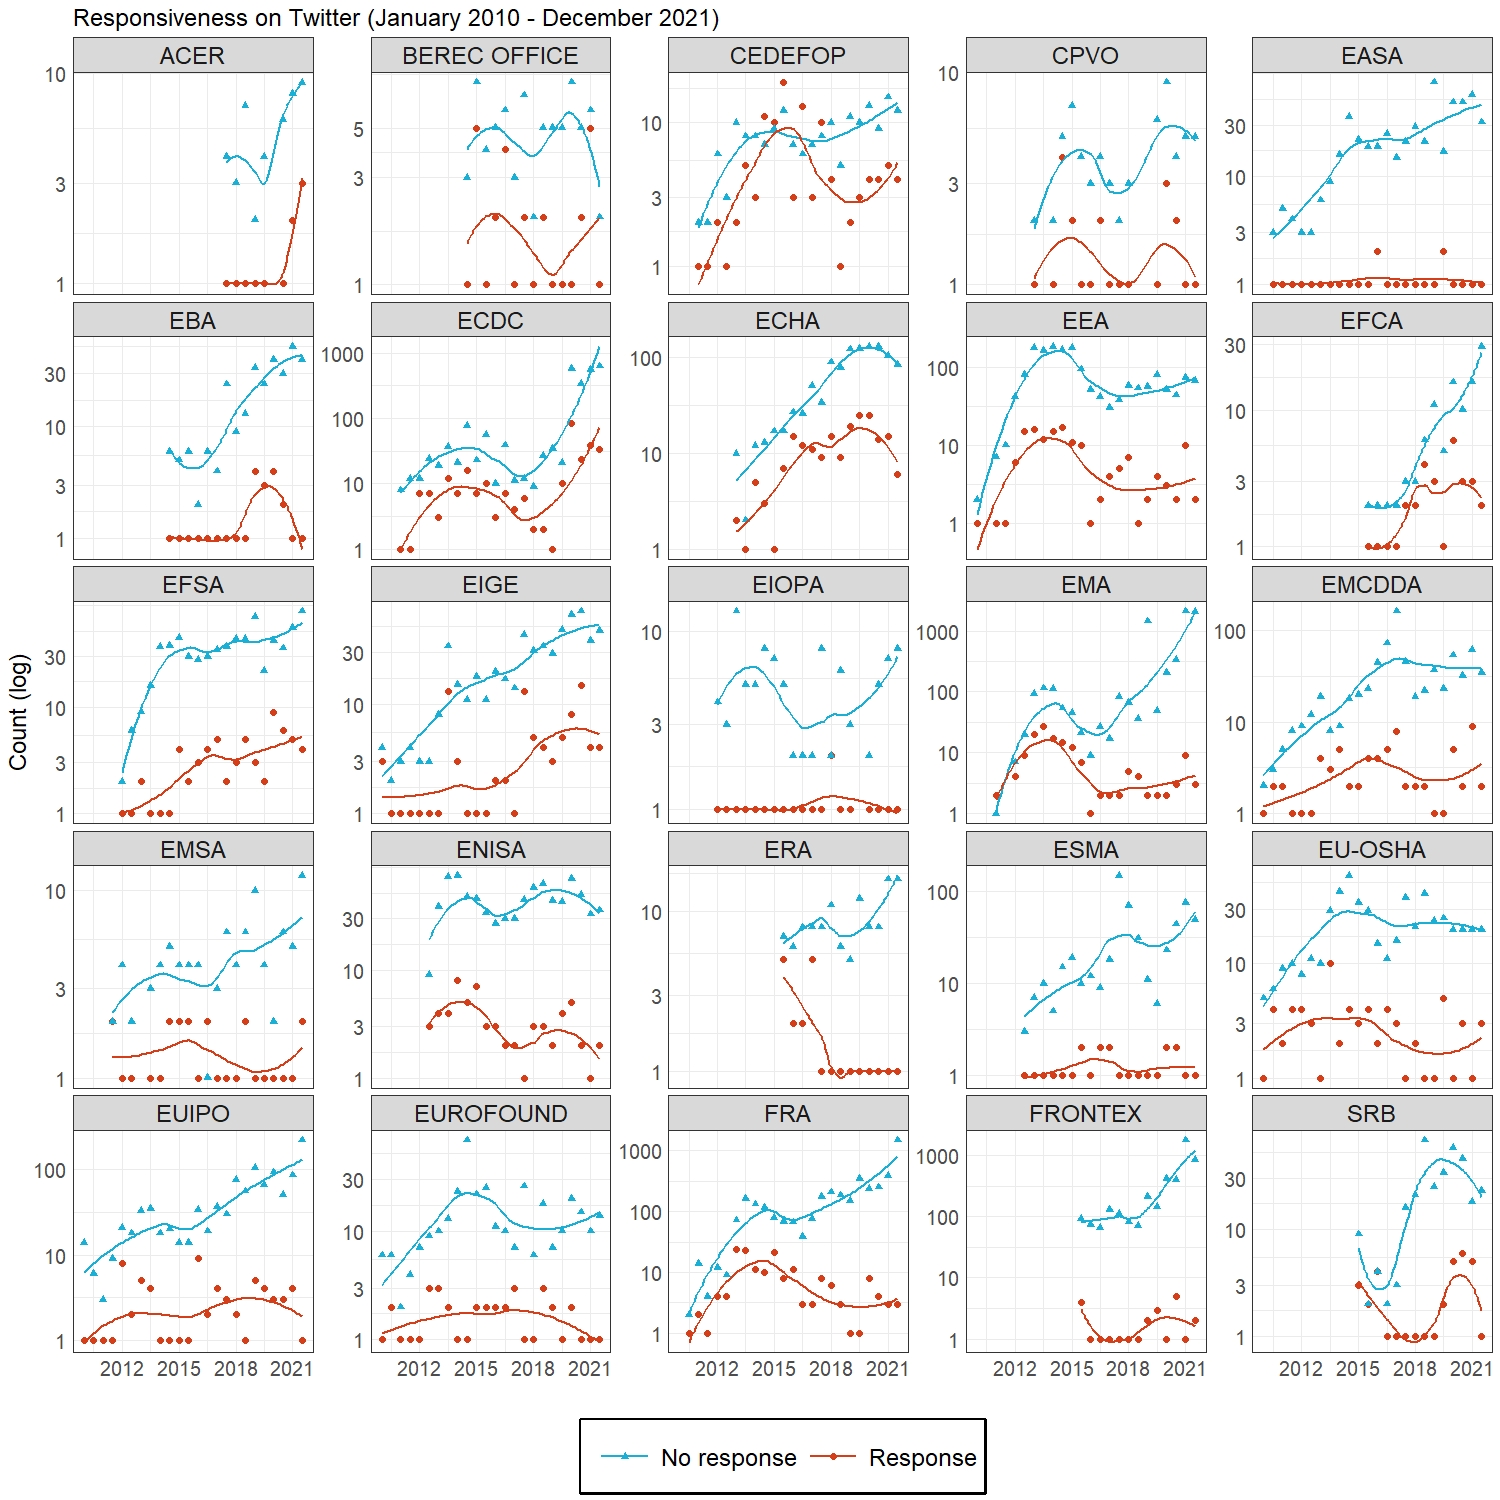 Responsiveness on Twitter (January 2010 - December 2021)
ACER BEREC OFFICE CEDEFOP CPVO EASA
10 3 1
5 3 1
10 3 1
10 3 1
30 10 3 1
EBA ECDC ECHA EEA EFCA
30 10 3 1
1000 100 10 1
100 10 1
100 10 1
30 10 3 1
EFSA EIGE EIOPA EMA EMCDDA
30 10 3 1
30 10 3 1
10 3 1
1000 100 10 1
100 10 1
Count (log)
EMSA ENISA ERA ESMA EU-OSHA
10 3 1
30 10 3 1
10 3 1
100 10 1
30 10 3 1
EUIPO EUROFOUND FRA FRONTEX SRB
100 10 1
30 10 3 1
1000 100 10 1
1000 100 10 1
30 10 3 1
2012 2015 2018 2021 2012 2015 2018 2021 2012 2015 2018 2021 2012 2015 2018 2021 2012 2015 2018 2021
No response Response